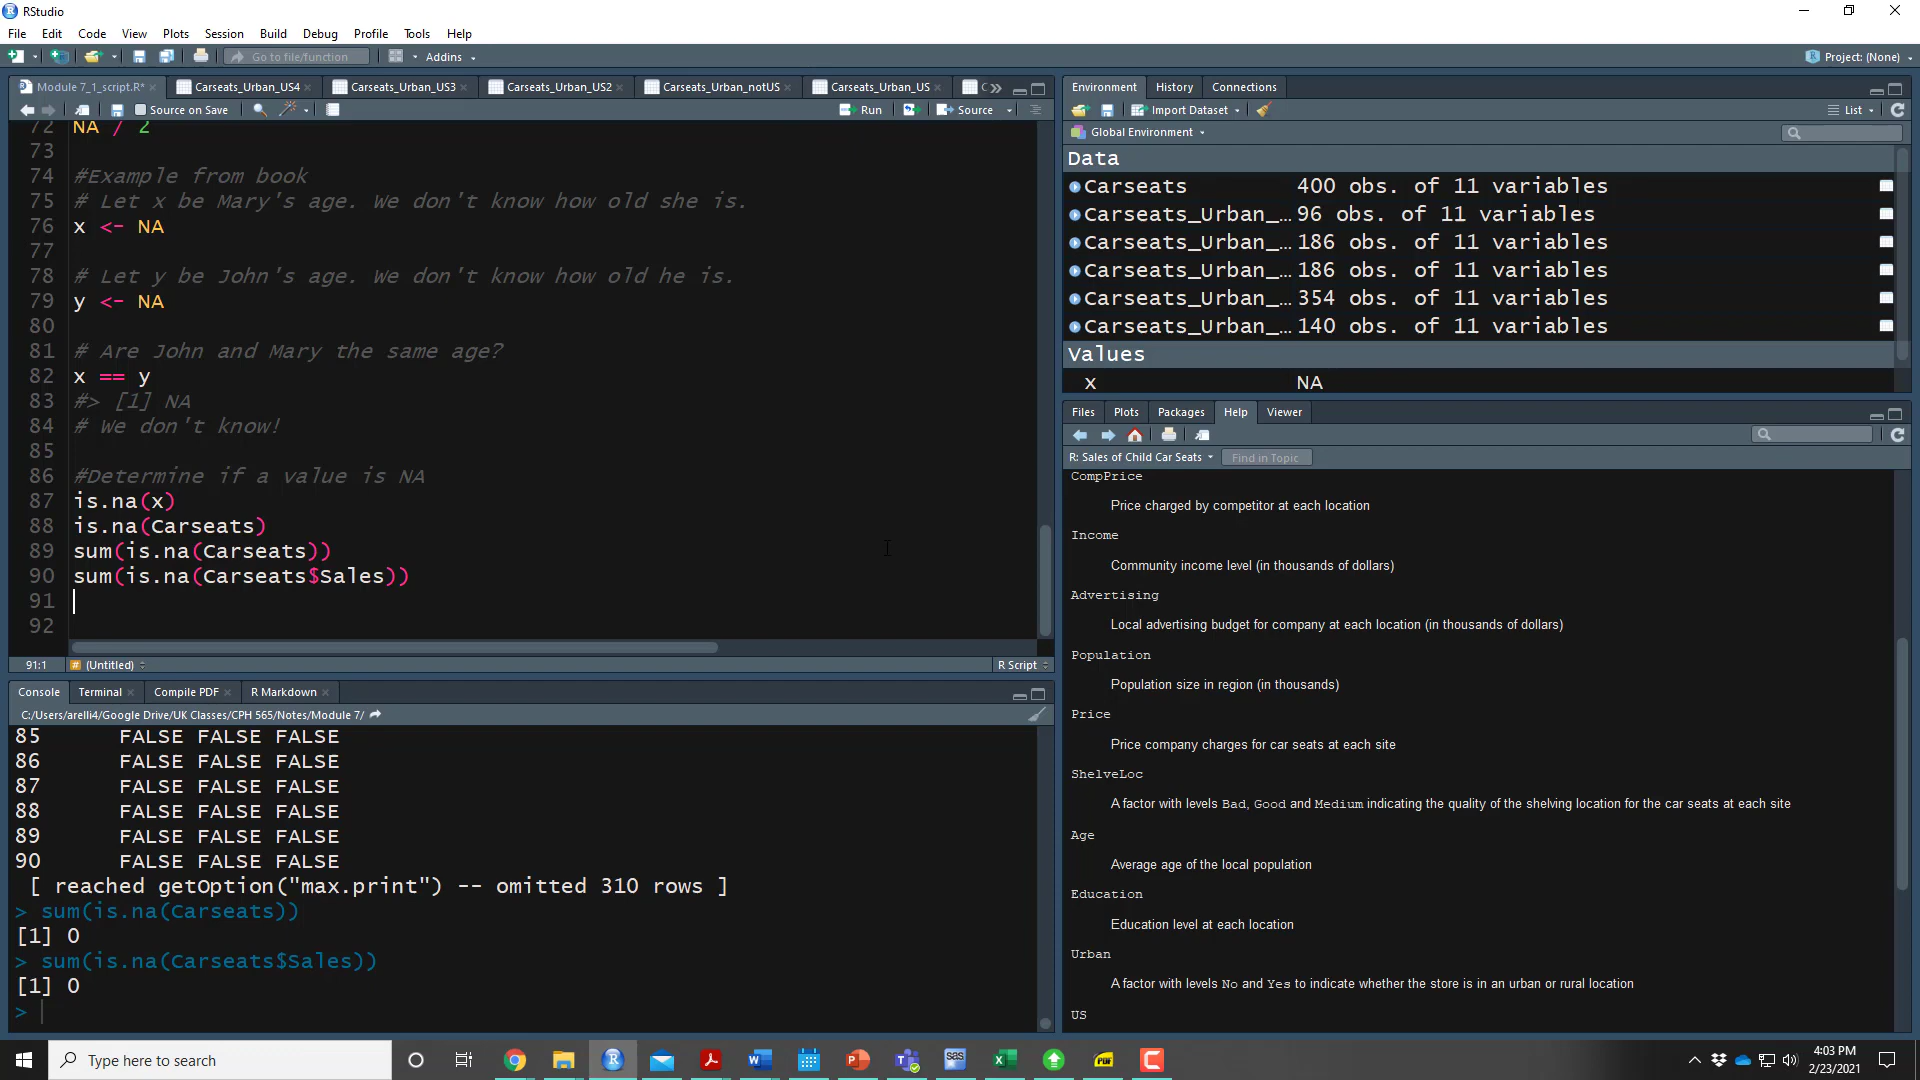 RStudio
File Edit Code View Plots Session Build Debug Profile Tools Help
Go to file/function Addins Project: (None)
Module 7_1_script.R* Carseats_Urban_US4 Carseats_Urban_US3 Carseats_Urban_US2 Carseats_Urban_notUS Carseats_Urban_US C
Source on Save Run Source
72 NA / 2
73
74 #Example from book
75 # Let x be Mary's age. We don't know how old she is.
76 x <- NA
77
78 # Let y be John's age. We don't know how old he is.
79 y <- NA
80
81 # Are John and Mary the same age?
82 x == y
83 #> [1] NA
84 # We don't know!
85
86 #Determine if a value is NA
87 is.na(x)
88 is.na(Carseats)
89 sum(is.na(Carseats))
90 sum(is.na(Carseats$Sales))
91
92
91:1 # (Untitled) R Script
Console Terminal Compile PDF R Markdown
C:/Users/arelli4/Google Drive/UK Classes/CPH 565/Notes/Module 7/
85 FALSE FALSE FALSE
86 FALSE FALSE FALSE
87 FALSE FALSE FALSE
88 FALSE FALSE FALSE
89 FALSE FALSE FALSE
90 FALSE FALSE FALSE
[ reached getOption("max.print") -- omitted 310 rows ]
> sum(is.na(Carseats))
[1] 0
> sum(is.na(Carseats$Sales))
[1] 0
>
Environment History Connections
Import Dataset List
Global Environment
Data
Carseats 400 obs. of 11 variables
Carseats_Urban_… 96 obs. of 11 variables
Carseats_Urban_… 186 obs. of 11 variables
Carseats_Urban_… 186 obs. of 11 variables
Carseats_Urban_… 354 obs. of 11 variables
Carseats_Urban_… 140 obs. of 11 variables
Values
x NA
Files Plots Packages Help Viewer
R: Sales of Child Car Seats Find in Topic
CompPrice
Price charged by competitor at each location
Income
Community income level (in thousands of dollars)
Advertising
Local advertising budget for company at each location (in thousands of dollars)
Population
Population size in region (in thousands)
Price
Price company charges for car seats at each site
ShelveLoc
A factor with levels Bad, Good and Medium indicating the quality of the shelving location for the car seats at each site
Age
Average age of the local population
Education
Education level at each location
Urban
A factor with levels No and Yes to indicate whether the store is in an urban or rural location
US
Type here to search
4:03 PM
2/23/2021